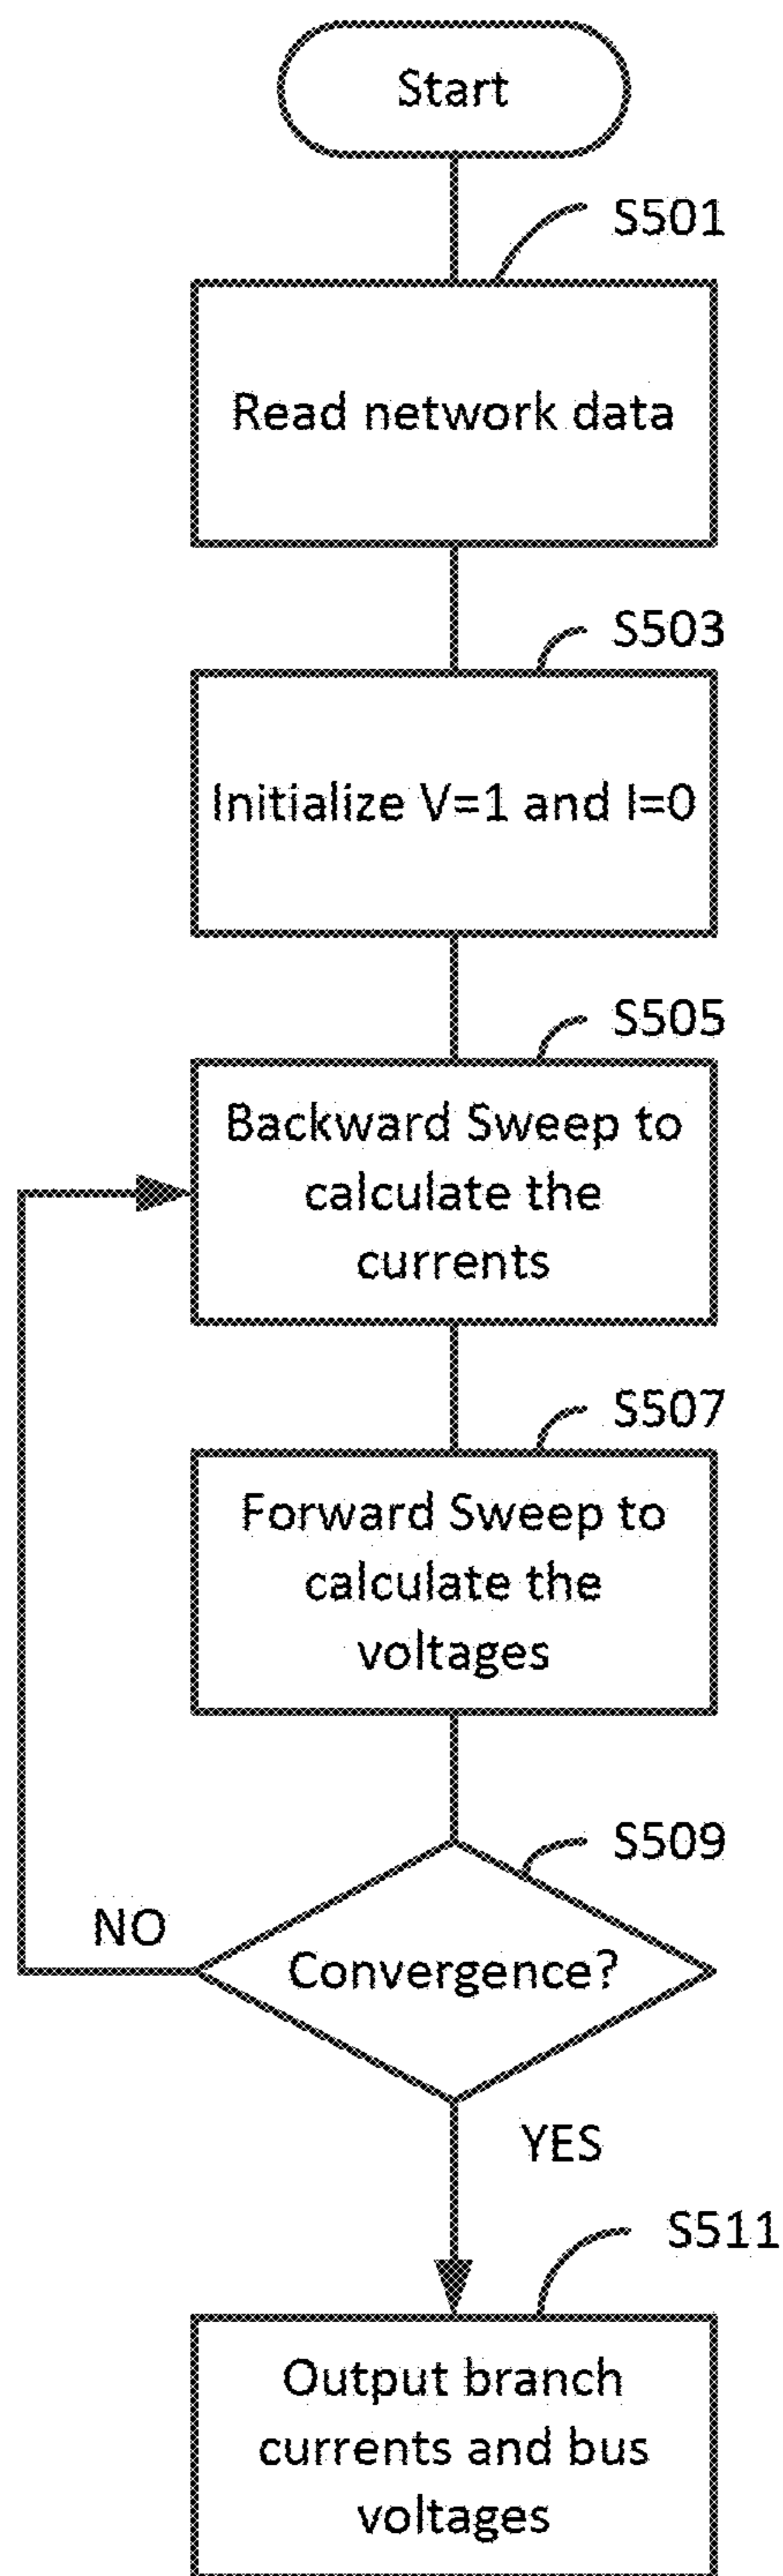 Start
S501
Read network data
S503
Initialize V=1 and I=0
S505
Backward Sweep to
calculate the
currents
S507
Forward Sweep to
calculate the
voltages
S509
NO
Convergence?
YES
S511
Output branch
currents and bus
voltages